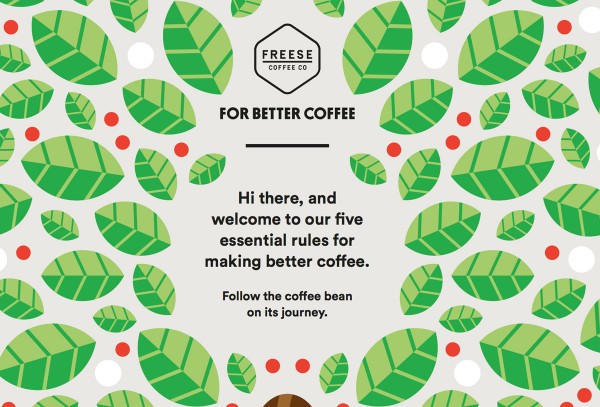 FREESE
COFFEE CO
FOR BETTER COFFEE
Hi there, and
welcome to our five
essential rules for
making better coffee.
Follow the coffee bean
on its journey.